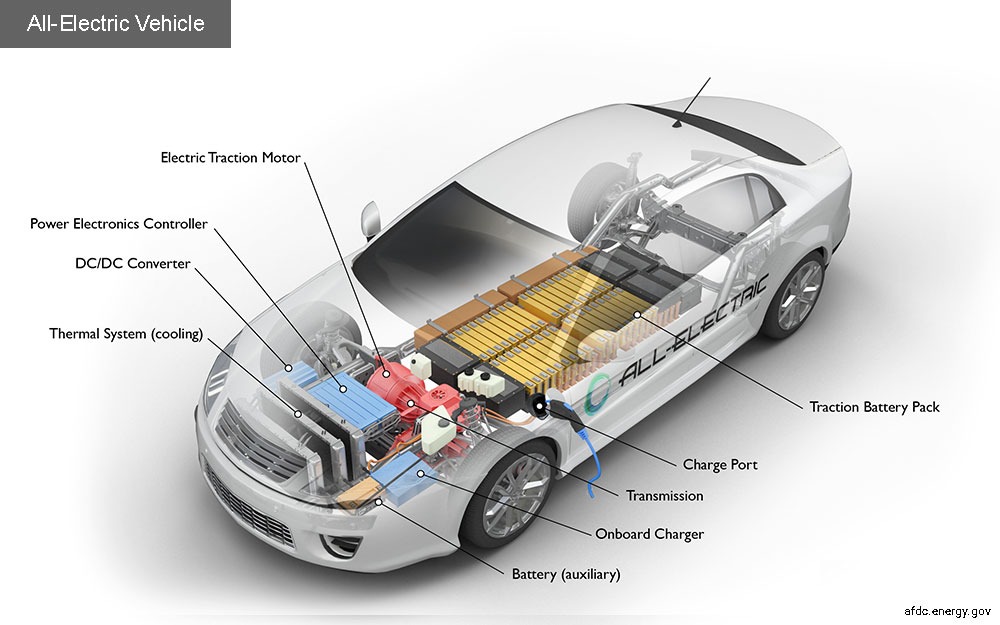 All-Electric Vehicle
Electric Traction Motor
Power Electronics Controller
DC/DC Converter
Thermal System (cooling)
ALL-ELECTRIC
Traction Battery Pack
Charge Port
Transmission
Onboard Charger
Battery (auxiliary)
afdc.energy.gov